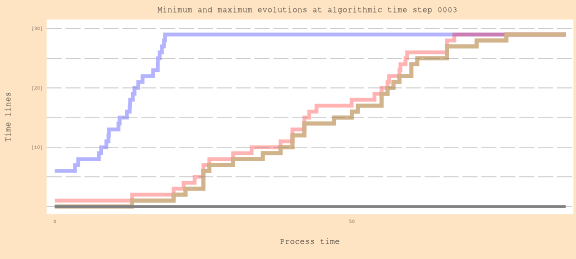 Minimum and maximum evolutions at algorithmic time step 0003
[30]
[20]
[10]
Time lines
0
50
Process time